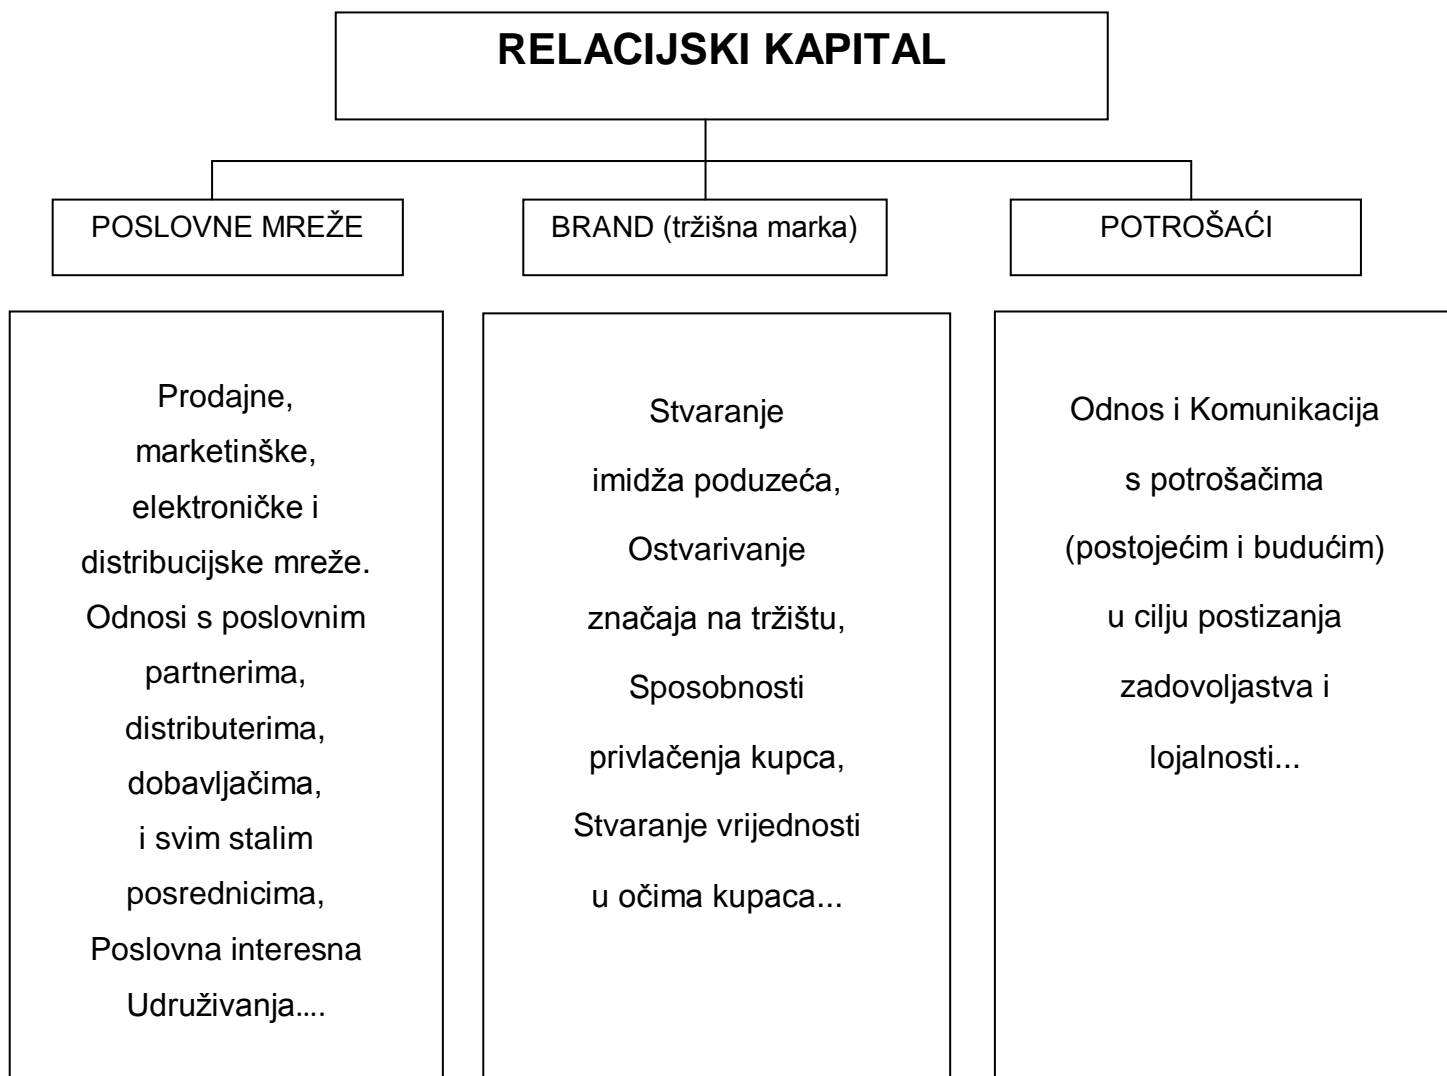 RELACIJSKI KAPITAL
POSLOVNE MREŽE
BRAND (tržišna marka)
POTROŠAĆI
Prodajne,
marketinške,
elektroničke i
distribucijske mreže.
Odnosi s poslovnim
partnerima,
distributerima,
dobavljačima,
i svim stalim
posrednicima,
Poslovna interesna
Udruživanja....
Stvaranje
imidža poduzeća,
Ostvarivanje
značaja na tržištu,
Sposobnosti
privlačenja kupca,
Stvaranje vrijednosti
u očima kupaca...
Odnos i Komunikacija
s potrošačima
(postojećim i budućim)
u cilju postizanja
zadovoljastva i
lojalnosti...